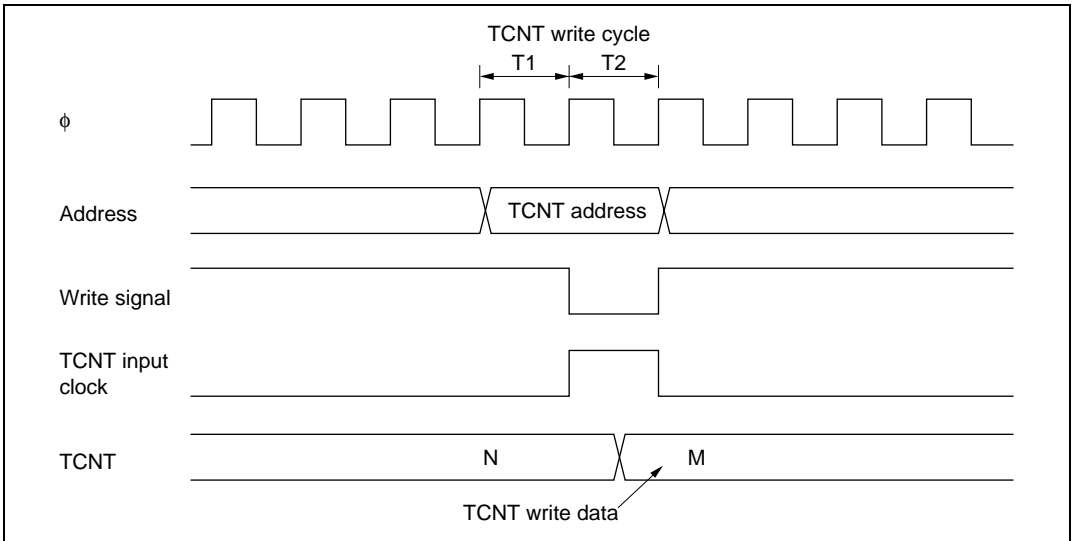 TCNT write cycle
T1 T2
φ
Address
TCNT address
Write signal
TCNT input
clock
TCNT
N M
TCNT write data